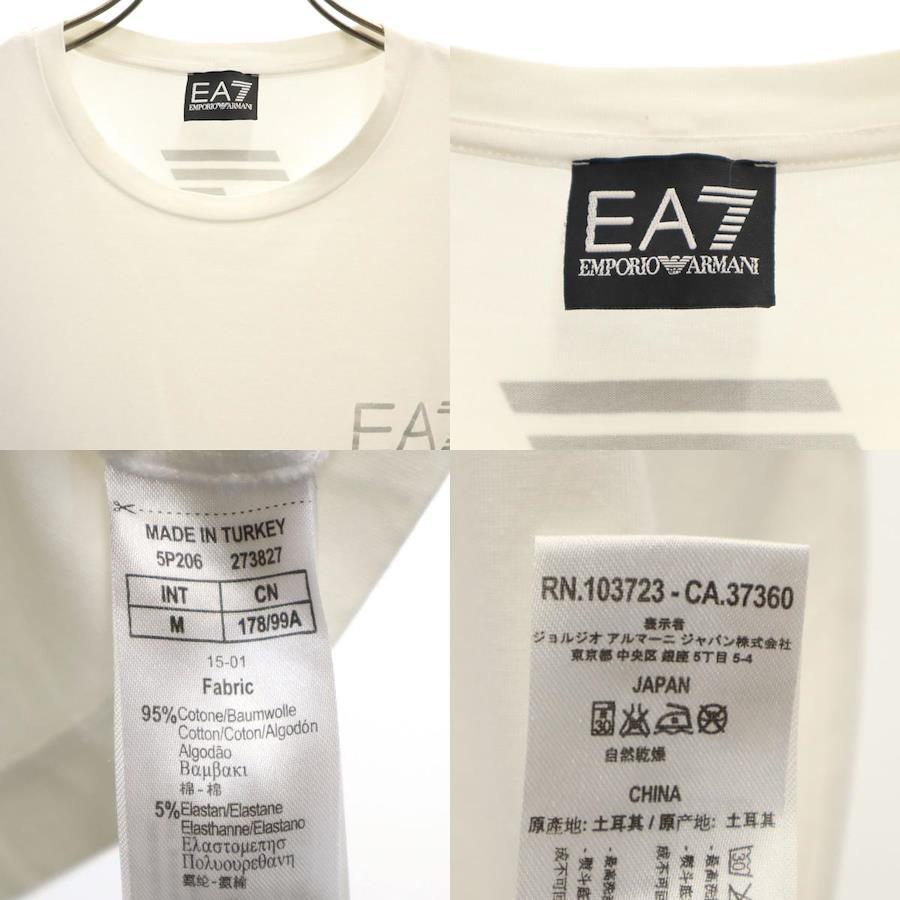 EA7
EMPORIO ARMANI
EA7
EA7
EMPORIO ARMANI
MADE IN TURKEY
5P206 273827
INT CN
M 178/99A
15-01
Fabric
95% Cotone/Baumwolle
Cotton/Coton/Algodón
Algodão
Βαμβακι
棉 - 棉
5% Elastan/Elastane
Elasthanne/Elastano
Ελαστομεπησ
Πολυουρεθανη
氨纶 - 氨綸
RN.103723 - CA.37360
表示者
ジョルジオ アルマーニ ジャパン株式会社
東京都 中央区 銀座 5丁目 5-4
JAPAN
30
自然乾燥
CHINA
原產地: 土耳其 / 原产地: 土耳其
30